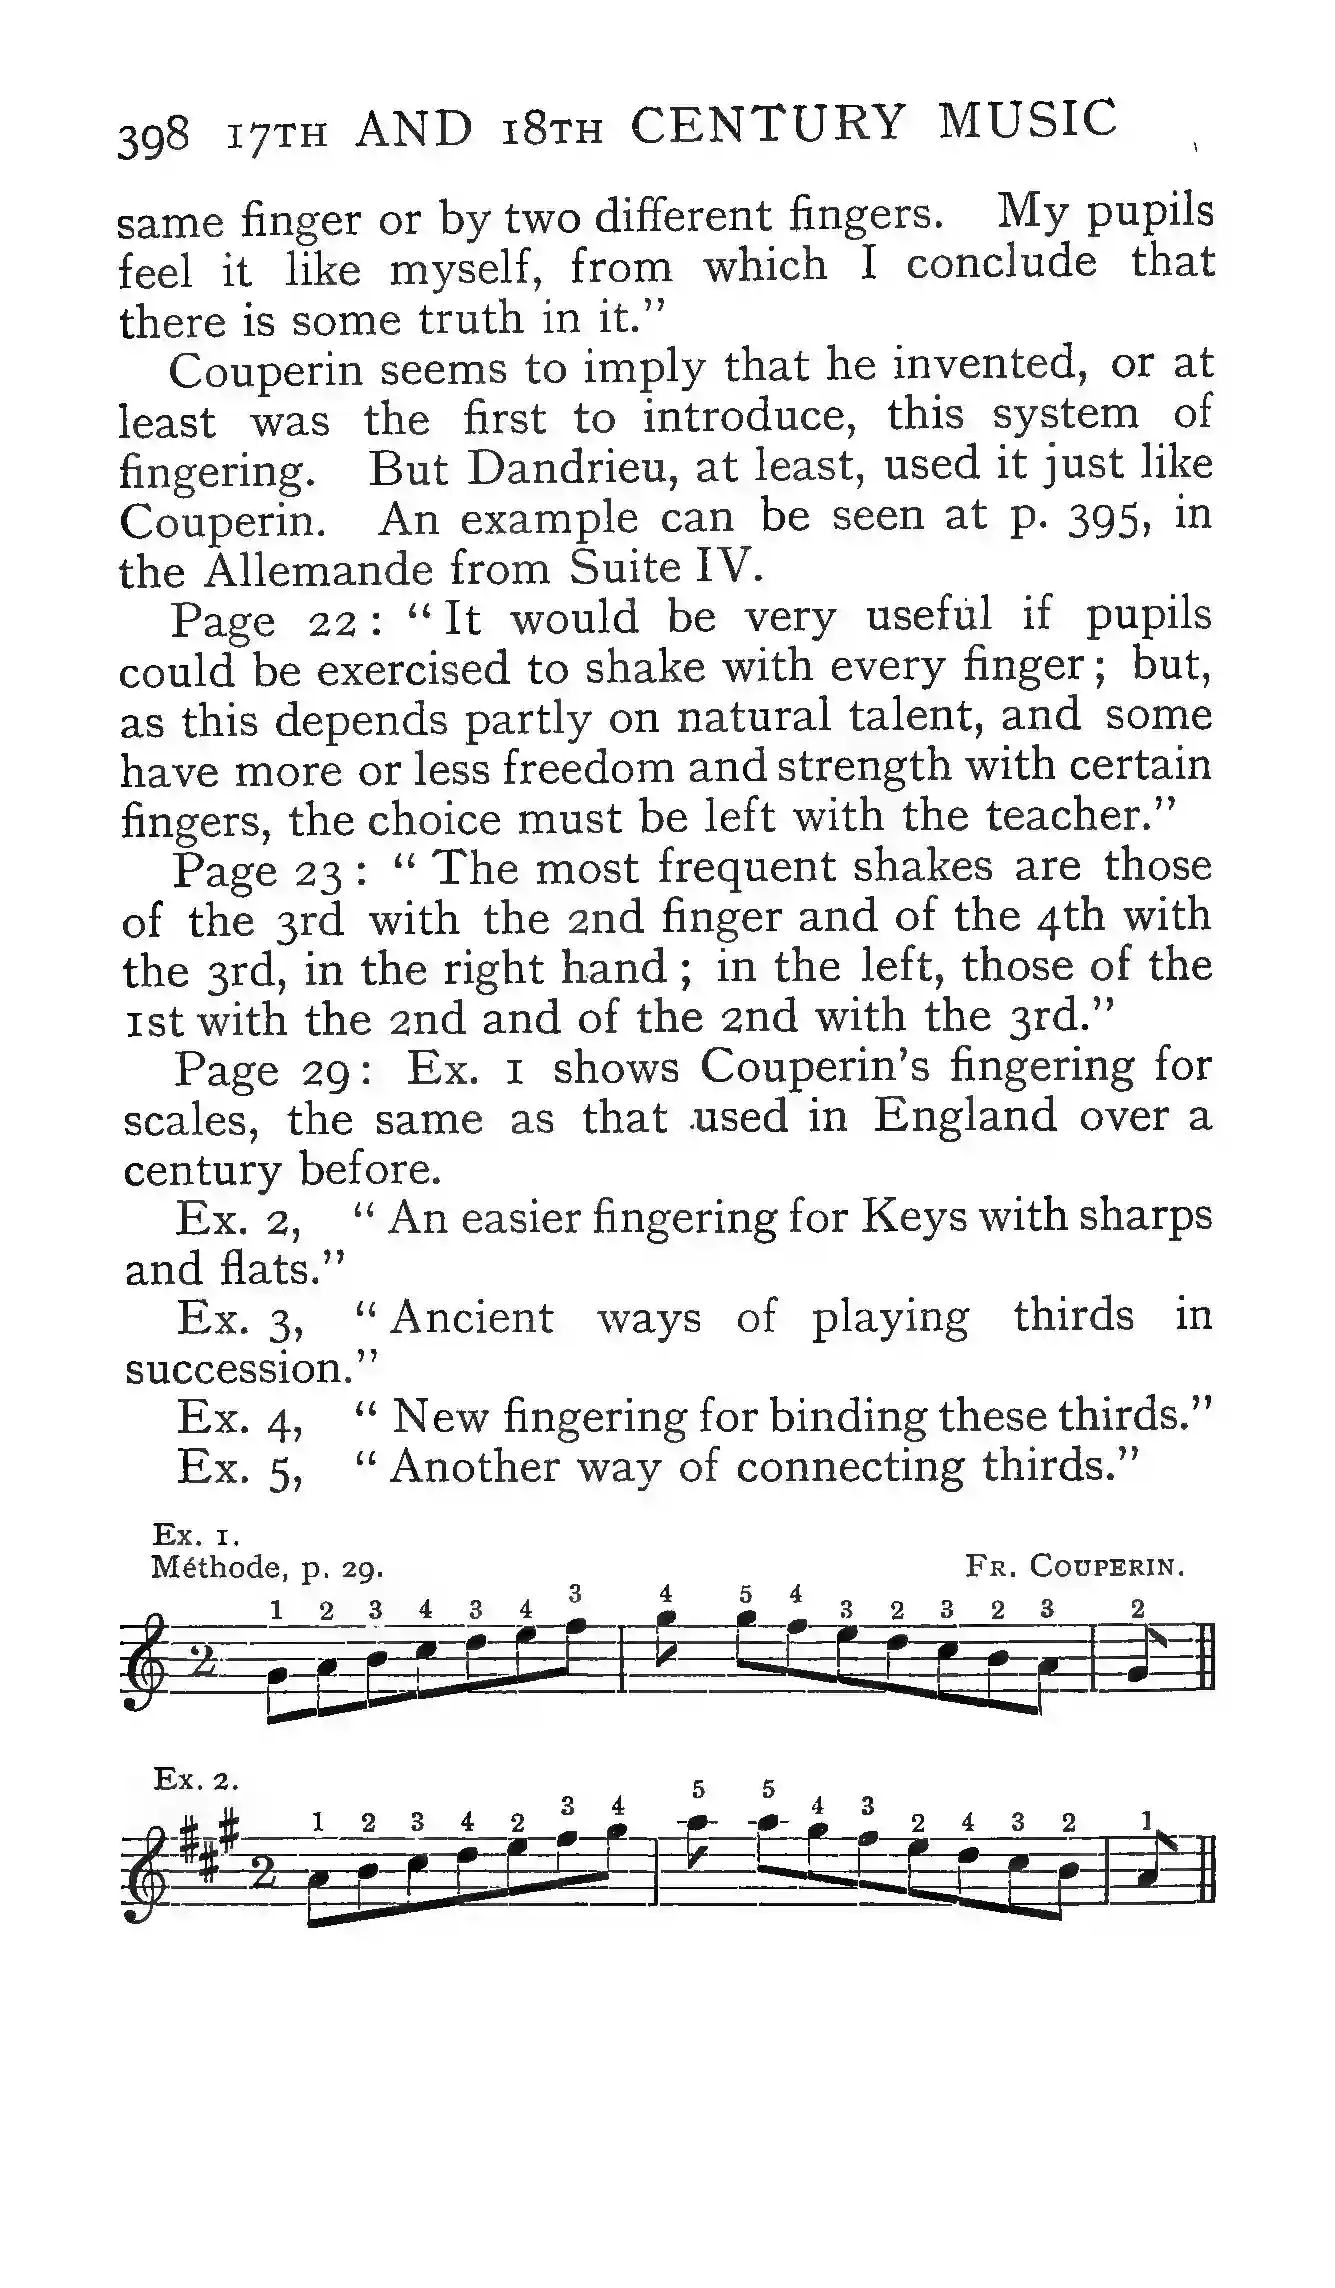 398 17TH AND 18TH CENTURY MUSIC
same finger or by two different fingers. My pupils
feel it like myself, from which I conclude that
there is some truth in it.”
Couperin seems to imply that he invented, or at
least was the first to introduce, this system of
fingering. But Dandrieu, at least, used it just like
Couperin. An example can be seen at p. 395, in
the Allemande from Suite IV.
Page 22 : “ It would be very useful if pupils
could be exercised to shake with every finger ; but,
as this depends partly on natural talent, and some
have more or less freedom and strength with certain
fingers, the choice must be left with the teacher.”
Page 23 : “ The most frequent shakes are those
of the 3rd with the 2nd finger and of the 4th with
the 3rd, in the right hand ; in the left, those of the
1st with the 2nd and of the 2nd with the 3rd.”
Page 29 : Ex. 1 shows Couperin’s fingering for
scales, the same as that used in England over a
century before.
Ex. 2, “ An easier fingering for Keys with sharps
and flats.”
Ex. 3, “ Ancient ways of playing thirds in
succession.”
Ex. 4, “ New fingering for binding these thirds.”
Ex. 5, “ Another way of connecting thirds.”
Ex. 1.
Méthode, p. 29. FR. COUPERIN.
1 2 3 4 3 4 3 4 5 4 3 2 3 2 3 2
2
Ex. 2.
1 2 3 4 2 3 4 5 5 4 3 2 4 3 2 1
2